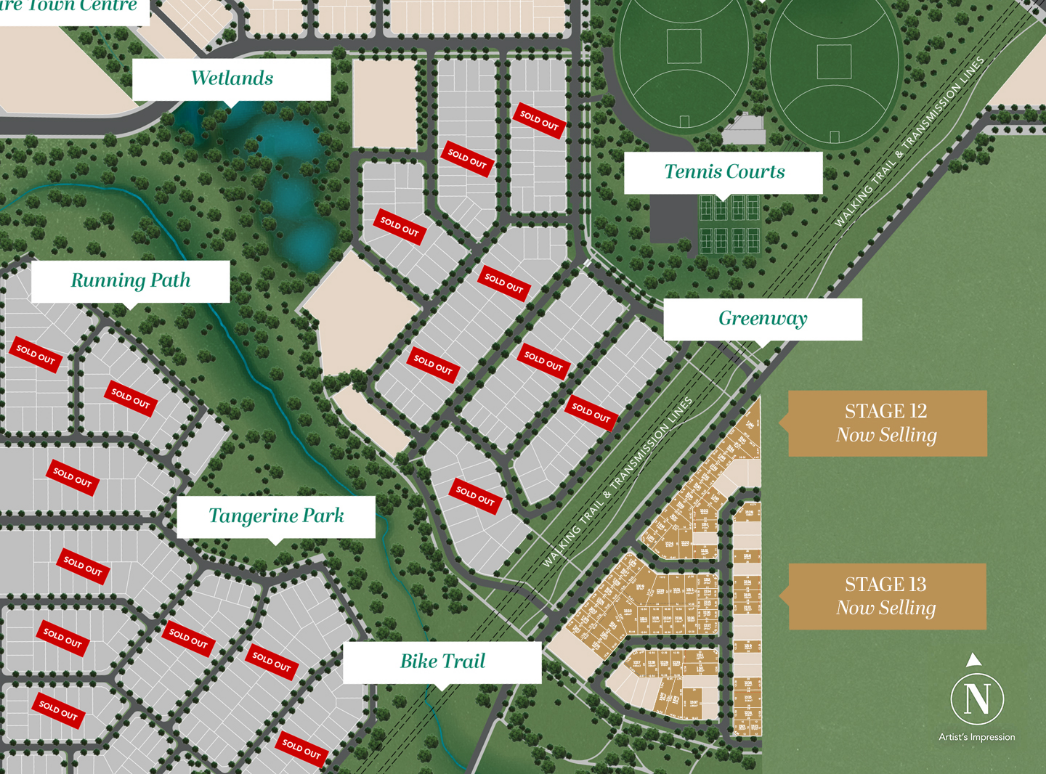 re Town Centre
Wetlands
SOLD OUT
SOLD OUT
Tennis Courts
WALKING TRAIL & TRANSMISSION LINES
SOLD OUT
Running Path
SOLD OUT
Greenway
SOLD OUT
SOLD OUT
SOLD OUT
SOLD OUT
SOLD OUT
STAGE 12
Now Selling
WALKING TRAIL & TRANSMISSION LINES
SOLD OUT
SOLD OUT
Tangerine Park
SOLD OUT
STAGE 13
Now Selling
SOLD OUT
SOLD OUT
SOLD OUT
Bike Trail
SOLD OUT
SOLD OUT
N
Artist's Impression